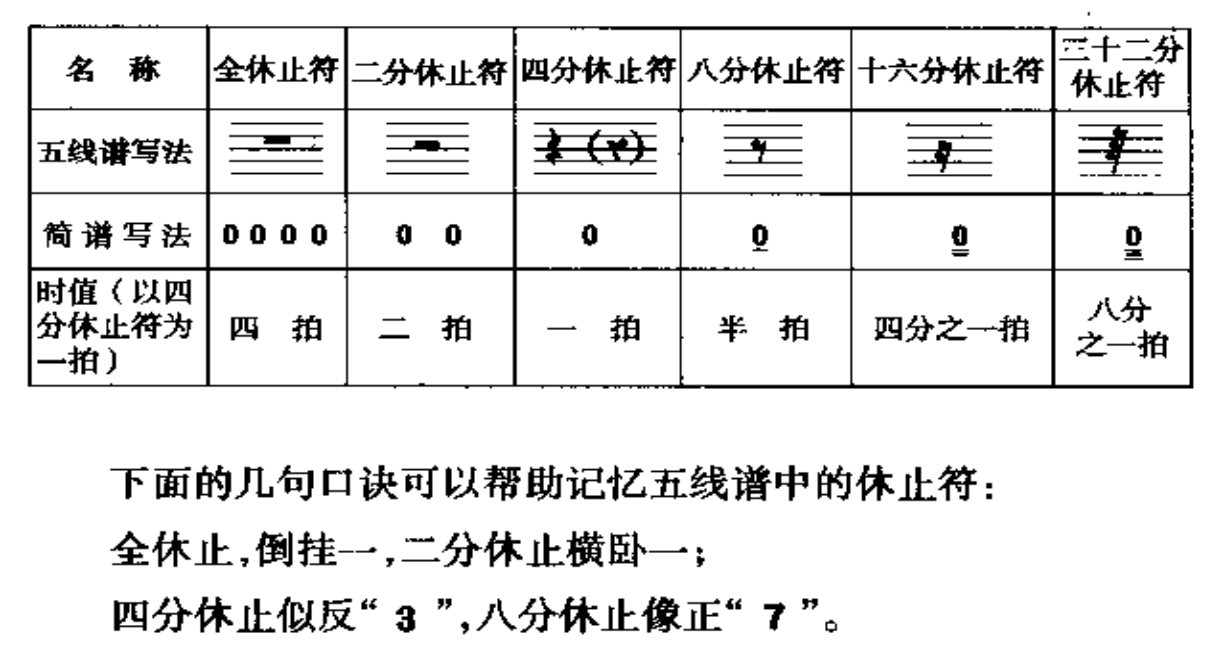 名 称 全休止符 二分休止符 四分休止符 八分休止符 十六分休止符 三十二分休止符
五线谱写法 ( )
简谱写法 0 0 0 0 0 0 0 0 0 0
时值(以四分休止符为一拍) 四 拍 二 拍 一 拍 半 拍 四分之一拍 八分之一拍
下面的几句口诀可以帮助记忆五线谱中的休止符:
全休止,倒挂一,二分休止横卧一;
四分休止似反“3”,八分休止像正“7”。